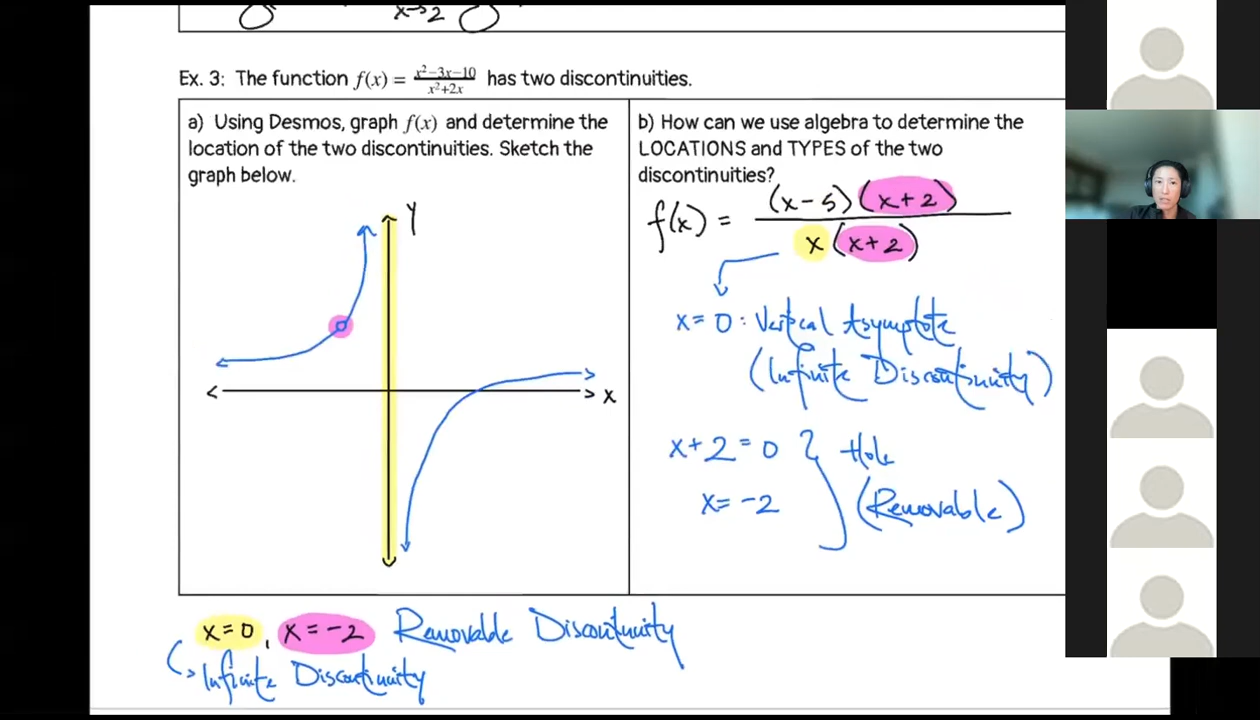 x→2
Ex. 3: The function f(x) = \frac{x²-3x-10}{x²+2x} has two discontinuities.
a) Using Desmos, graph f(x) and determine the
location of the two discontinuities. Sketch the
graph below.
Y
x
b) How can we use algebra to determine the
LOCATIONS and TYPES of the two
discontinuities?
f(x) = \frac{(x-5)(x+2)}{x(x+2)}
x=0: Vertical Asymptote
(Infinite Discontinuity)
x+2=0 } Hole
x=-2 (Removable)
x=0, x=-2 Removable Discontinuity
Infinite Discontinuity